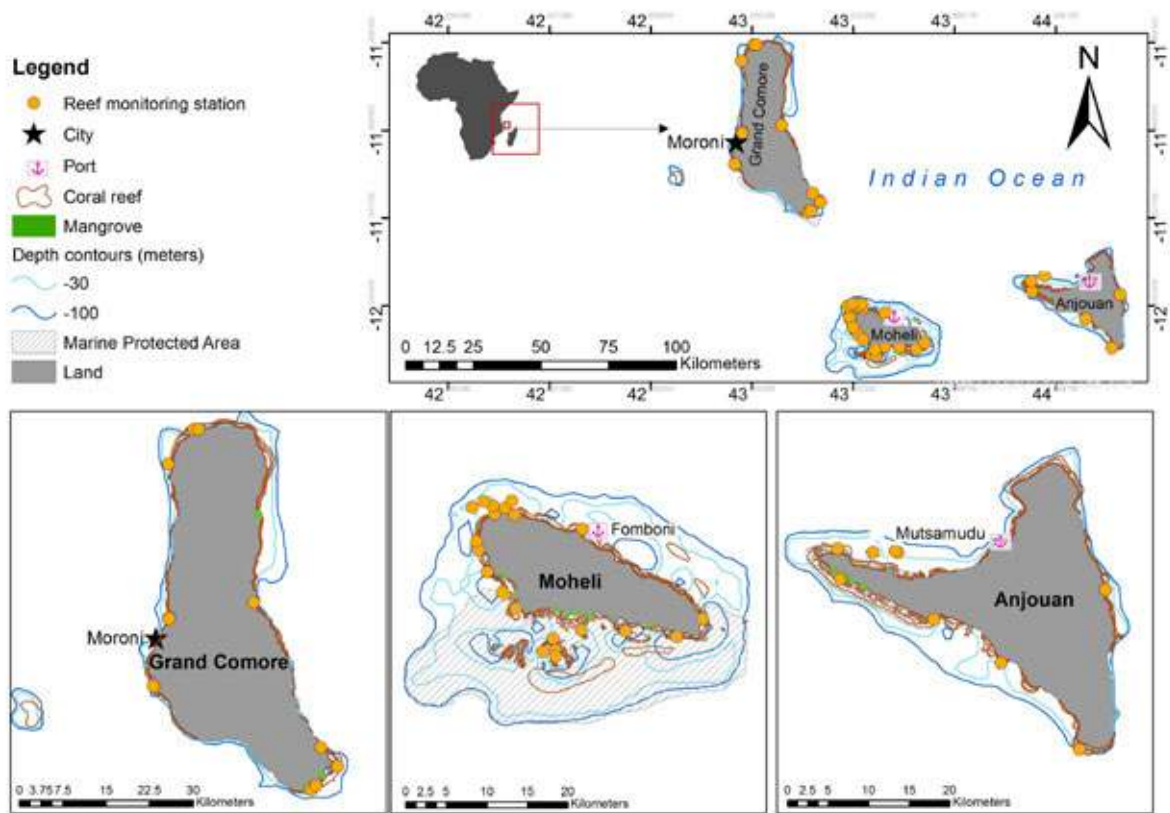 Legend
Reef monitoring station
City
Port
Coral reef
Mangrove
Depth contours (meters)
-30
-100
Marine Protected Area
Land
42 42 42 43 43 43 44
-11
-11
-11
-12
-11
-11
-11
-12
N
Grand Comore
Moroni
Indian Ocean
Anjouan
Moheli
0 12.5 25 50 75 100
Kilometers
42 42 42 43 43 43 44
Moroni
Grand Comore
0 3.75 7.5 15 22.5 30
Kilometers
Fomboni
Moheli
0 2.5 5 10 15 20
Kilometers
Mutsamudu
Anjouan
0 2.5 5 10 15 20
Kilometers